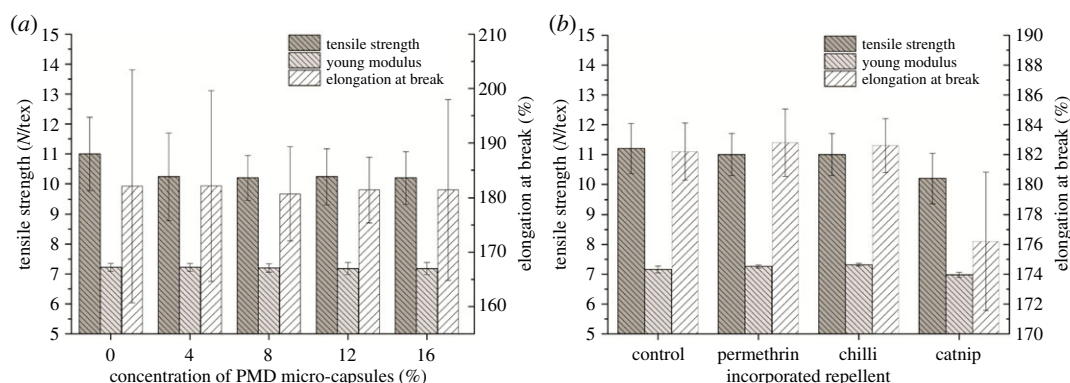 (a)
15
14
13
12
11
10
9
8
7
6
5
tensile strength (N/tex)
tensile strength
young modulus
elongation at break
210
200
190
180
170
160
elongation at break (%)
0 4 8 12 16
concentration of PMD micro-capsules (%)
(b)
15
14
13
12
11
10
9
8
7
6
5
tensile strength (N/tex)
tensile strength
young modulus
elongation at break
190
188
186
184
182
180
178
176
174
172
170
elongation at break (%)
control permethrin chilli catnip
incorporated repellent